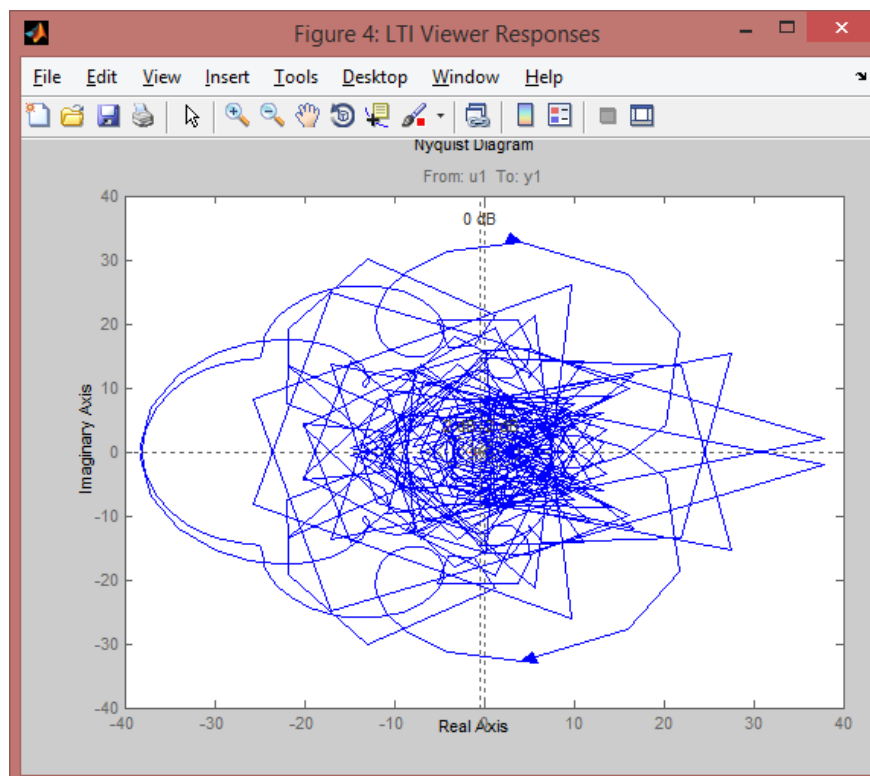 Figure 4: LTI Viewer Responses
File Edit View Insert Tools Desktop Window Help
Nyquist Diagram
From: u1 To: y1
0 dB
40
30
20
10
0
-10
-20
-30
-40
Imaginary Axis
-40 -30 -20 -10 0 10 20 30 40
Real Axis